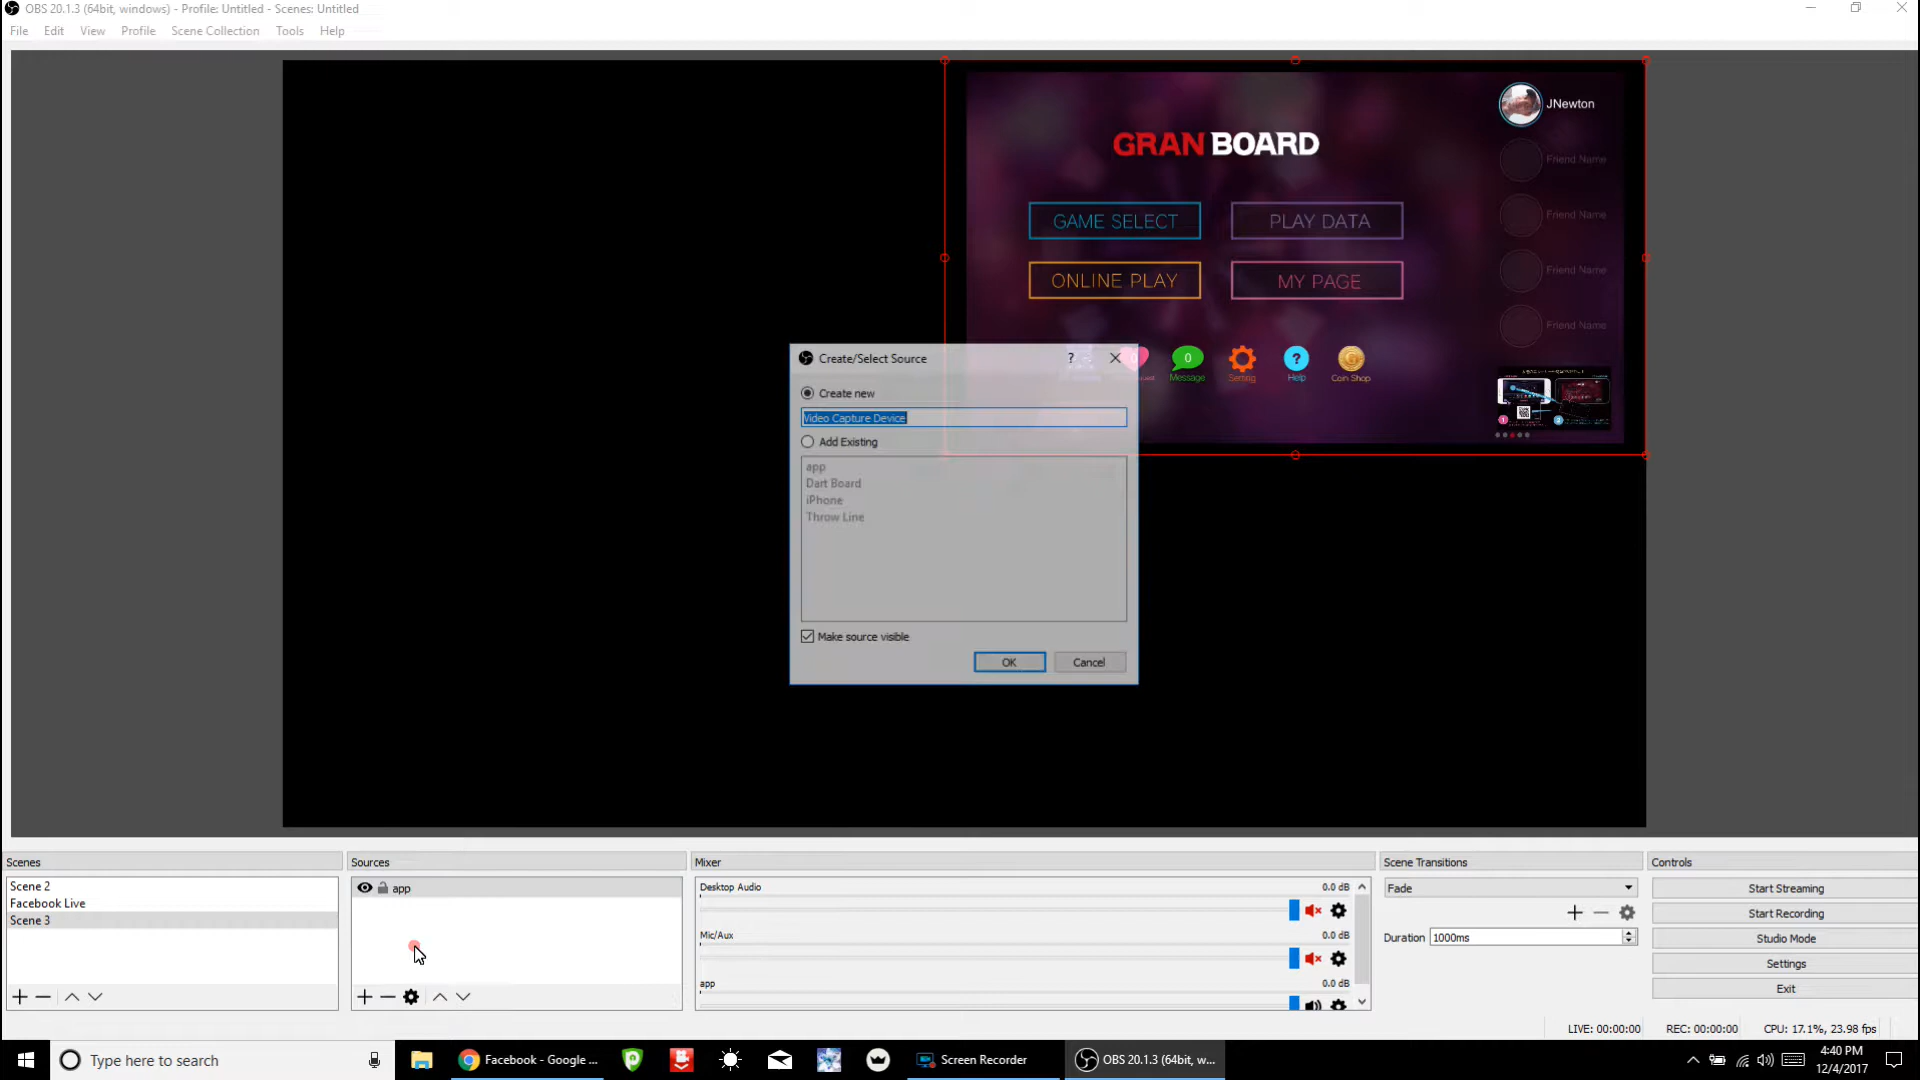 OBS 20.1.3 (64bit, windows) - Profile: Untitled - Scenes: Untitled
File Edit View Profile Scene Collection Tools Help
JNewton
GRAN BOARD
Friend Name
GAME SELECT PLAY DATA
Friend Name
ONLINE PLAY MY PAGE
Friend Name
Friend Name
Create/Select Source ?
0 Message Setting ? Help Coin Shop
Create new
Video Capture Device
Add Existing
app
Dart Board
iPhone
Throw Line
Make source visible
OK Cancel
Scenes Sources Mixer Scene Transitions Controls
Scene 2
Facebook Live
Scene 3
app
Desktop Audio 0.0 dB
Mic/Aux 0.0 dB
app 0.0 dB
Fade
Duration 1000ms
Start Streaming
Start Recording
Studio Mode
Settings
Exit
LIVE: 00:00:00 REC: 00:00:00 CPU: 17.1%, 23.98 fps
Type here to search
Facebook - Google ...
Screen Recorder
OBS 20.1.3 (64bit, w...
4:40 PM
12/4/2017